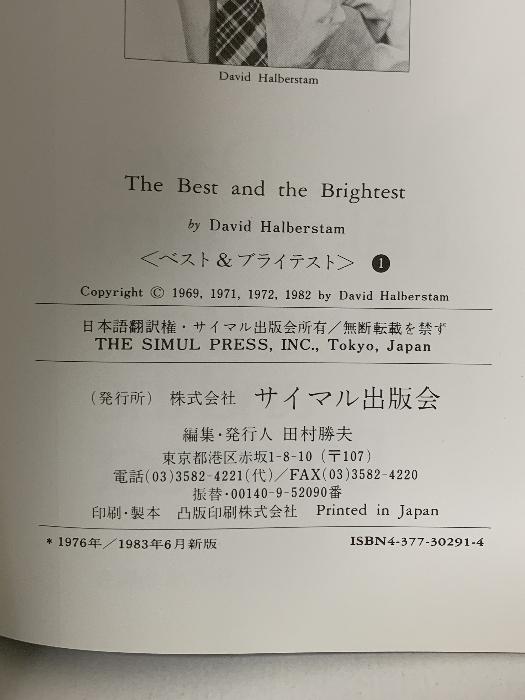 David Halberstam
The Best and the Brightest
by David Halberstam
＜ベスト＆ブライテスト＞ ❶
Copyright © 1969, 1971, 1972, 1982 by David Halberstam
日本語翻訳権・サイマル出版会所有／無断転載を禁ず
THE SIMUL PRESS, INC., Tokyo, Japan
（発行所） 株式会社 サイマル出版会
編集・発行人 田村勝夫
東京都港区赤坂1-8-10（〒107）
電話(03)3582-4221(代)／FAX(03)3582-4220
振替・00140-9-52090番
印刷・製本 凸版印刷株式会社 Printed in Japan
* 1976年／1983年6月新版 ISBN4-377-30291-4